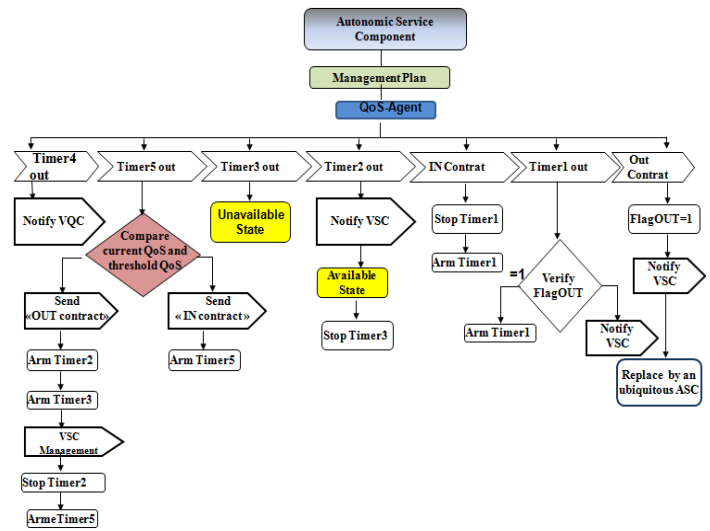 Autonomic Service
Component
Management Plan
QoS-Agent
Timer4
out
Timer5 out
Timer3 out
Timer2 out
IN Contrat
Timer1 out
Out
Contrat
Notify VQC
Compare
current QoS and
threshold QoS
Unavailable
State
Notify VSC
Stop Timer1
FlagOUT=1
Arm Timer1
Available
State
=1
Verify
FlagOUT
Notify
VSC
Send
«OUT contract»
Send
« IN contract »
Stop Timer3
Arm Timer1
Notify
VSC
Arm Timer2
Arm Timer5
Replace by an
ubiquitous ASC
Arm Timer3
VSC
Management
Stop Timer2
ArmeTimer5